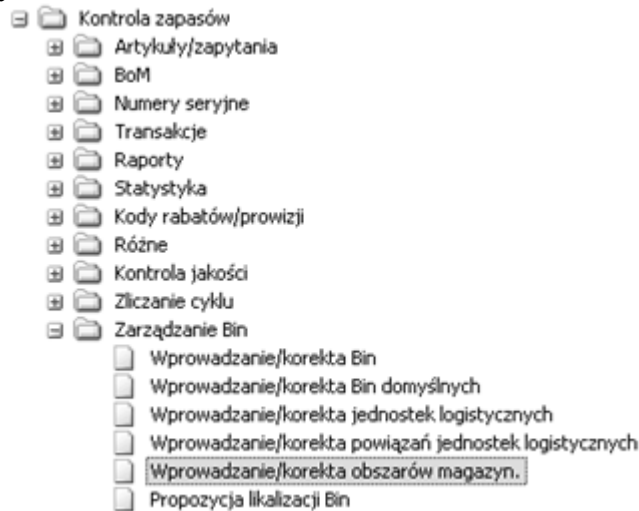 Kontrola zapasów
Artykuły/zapytania
BoM
Numery seryjne
Transakcje
Raporty
Statystyka
Kody rabatów/prowizji
Różne
Kontrola jakości
Zliczanie cyklu
Zarządzanie Bin
Wprowadzanie/korekta Bin
Wprowadzanie/korekta Bin domyślnych
Wprowadzanie/korekta jednostek logistycznych
Wprowadzanie/korekta powiązań jednostek logistycznych
Wprowadzanie/korekta obszarów magazyn.
Propozycja likalizacji Bin